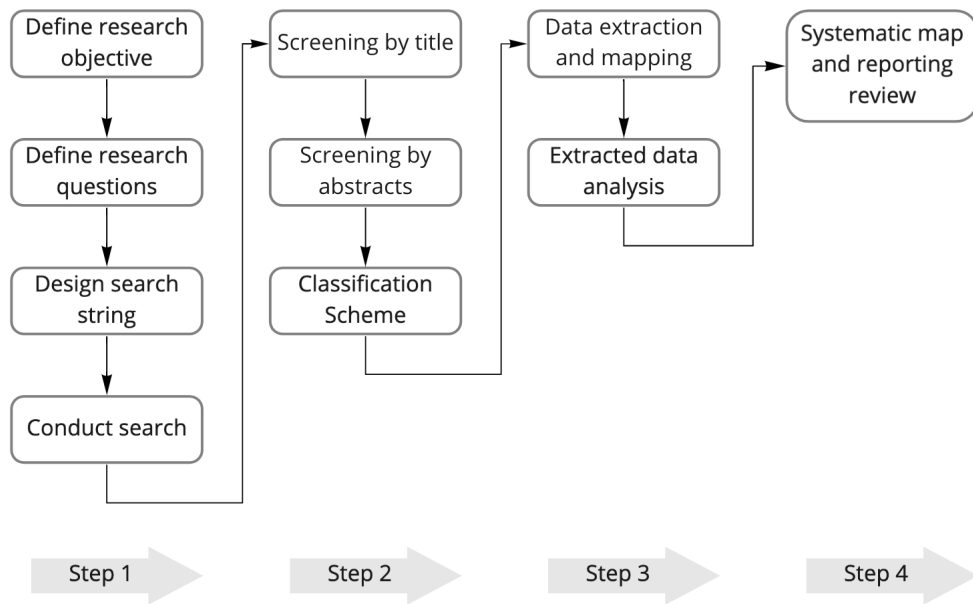 Define research
objective
Define research
questions
Design search
string
Conduct search
Screening by title
Screening by
abstracts
Classification
Scheme
Data extraction
and mapping
Extracted data
analysis
Systematic map
and reporting
review
Step 1
Step 2
Step 3
Step 4